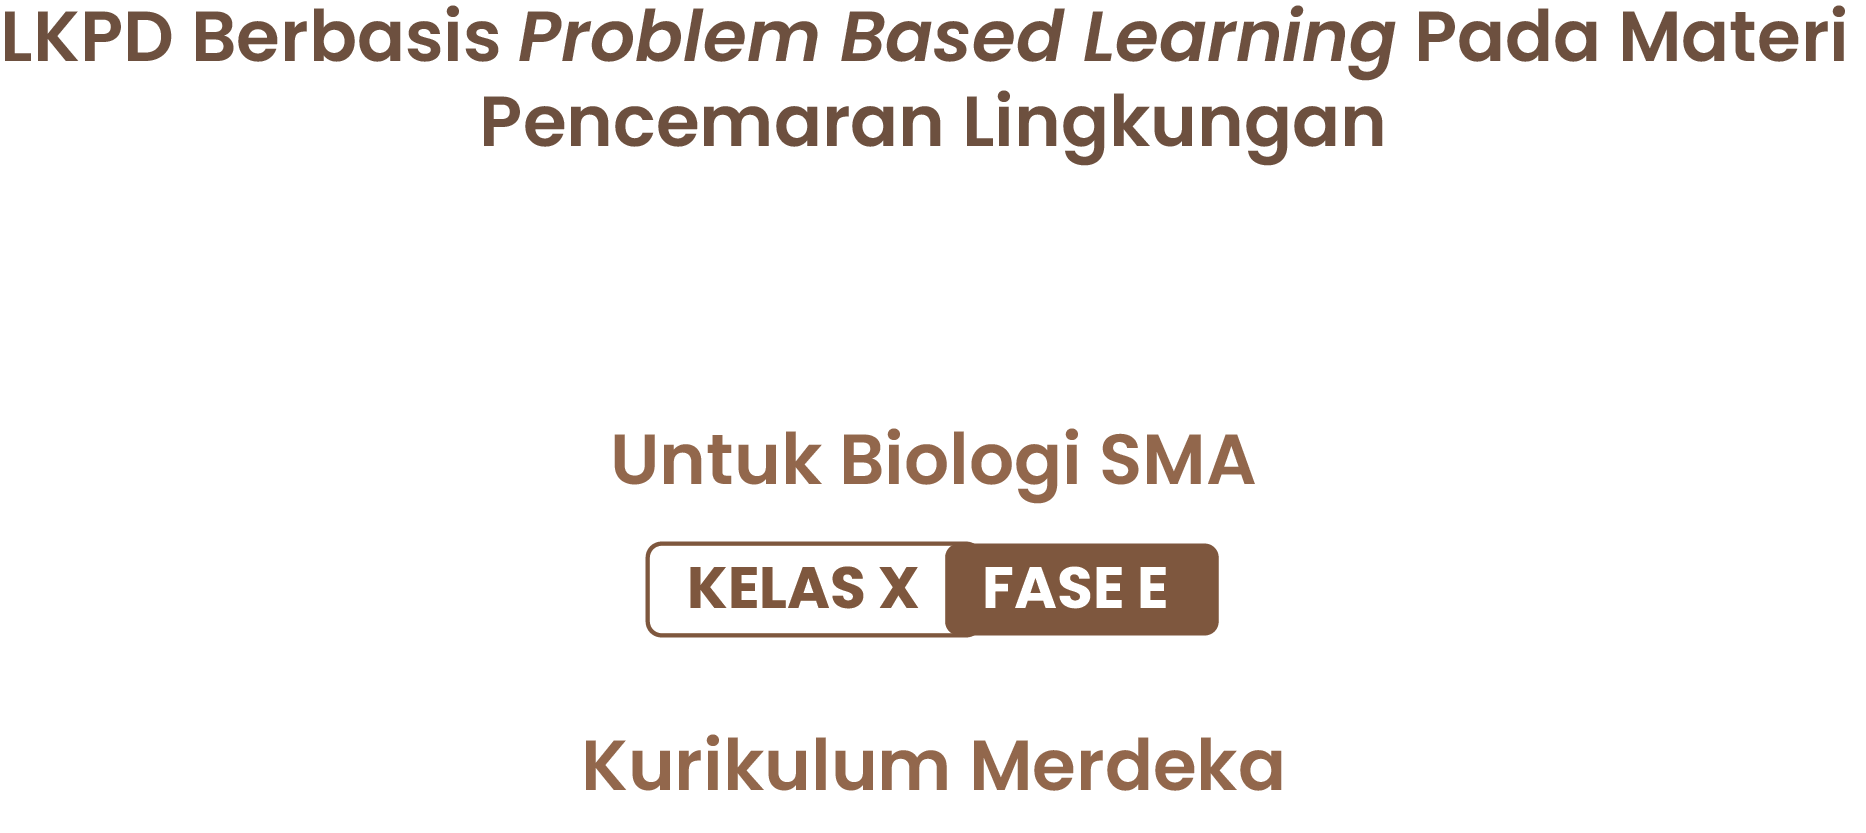 LKPD Berbasis Problem Based Learning Pada Materi
Pencemaran Lingkungan
Untuk Biologi SMA
KELAS X FASE E
Kurikulum Merdeka